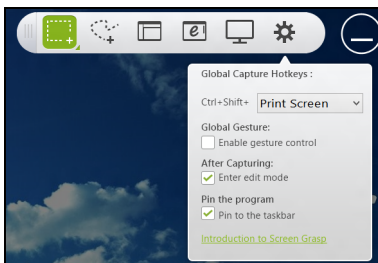 e
Global Capture Hotkeys :
Ctrl+Shift+ Print Screen
Global Gesture:
Enable gesture control
After Capturing:
Enter edit mode
Pin the program
Pin to the taskbar
Introduction to Screen Grasp